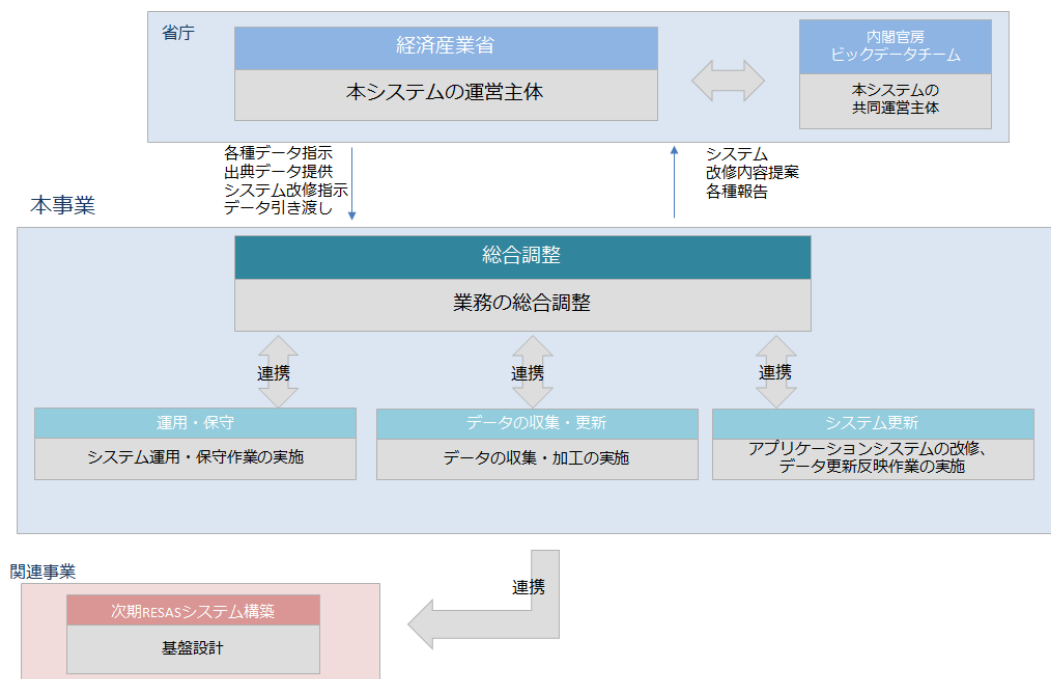 省庁
経済産業省
本システムの運営主体
内閣官房
ビックデータチーム
本システムの
共同運営主体
各種データ指示
出典データ提供
システム改修指示
データ引き渡し
システム
改修内容提案
各種報告
本事業
総合調整
業務の総合調整
連携
連携
連携
運用・保守
システム運用・保守作業の実施
データの収集・更新
データの収集・加工の実施
システム更新
アプリケーションシステムの改修、
データ更新反映作業の実施
関連事業
次期RESASシステム構築
基盤設計
連携